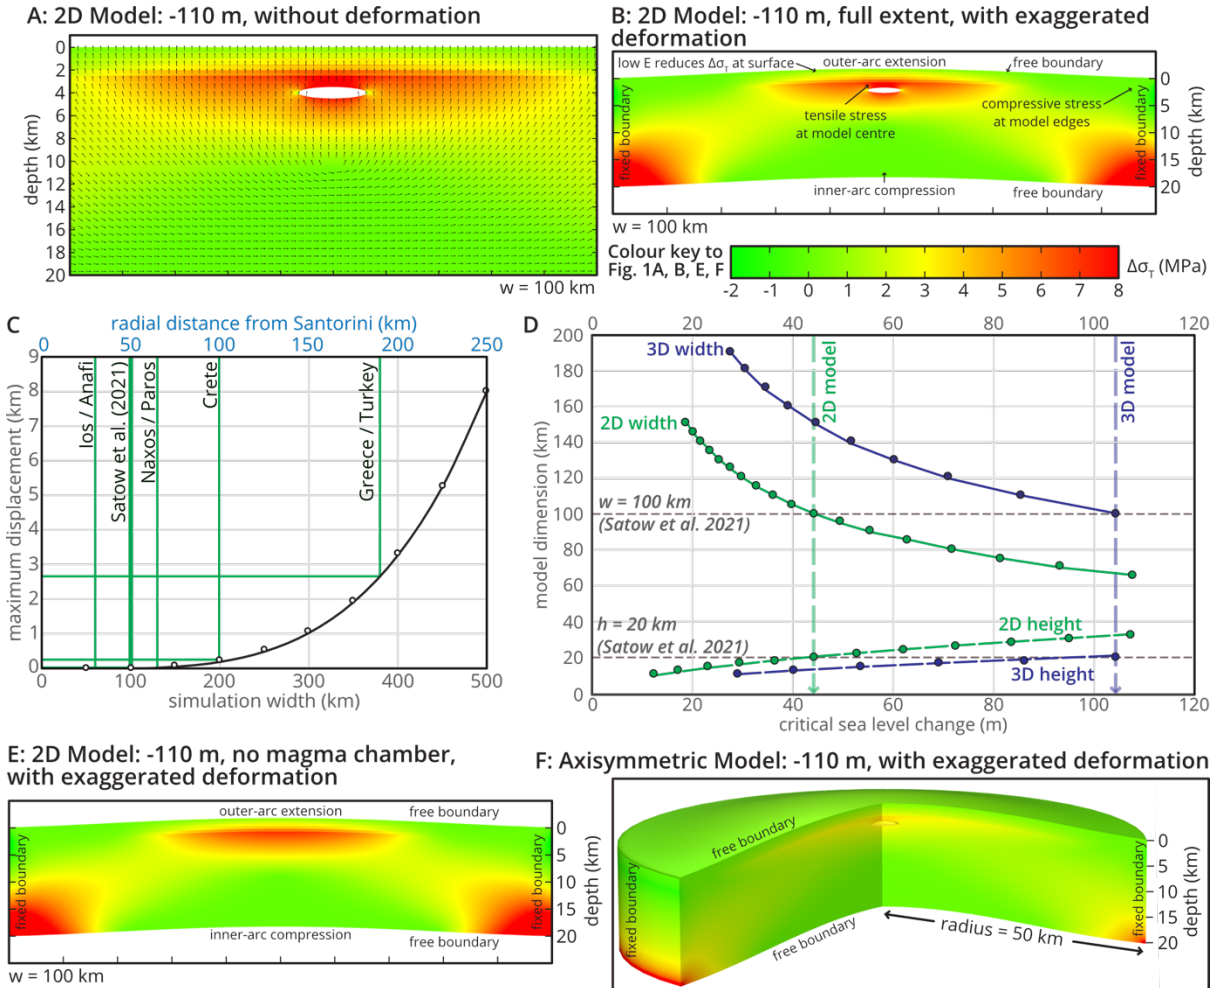 A: 2D Model: -110 m, without deformation
0
2
4
6
8
10
12
14
16
18
20
depth (km)
w = 100 km
B: 2D Model: -110 m, full extent, with exaggerated
deformation
low E reduces Δσ_T at surface
outer-arc extension
free boundary
fixed boundary
tensile stress
at model centre
compressive stress
at model edges
fixed boundary
inner-arc compression
free boundary
0
5
10
15
20
depth (km)
w = 100 km
Colour key to
Fig. 1A, B, E, F
-2 -1 0 1 2 3 4 5 6 7 8
Δσ_T (MPa)
C
radial distance from Santorini (km)
0 50 100 150 200 250
9
8
7
6
5
4
3
2
1
0
maximum displacement (km)
Ios / Anafi
Satow et al. (2021)
Naxos / Paros
Crete
Greece / Turkey
0 100 200 300 400 500
simulation width (km)
D
0 20 40 60 80 100 120
200
180
160
140
120
100
80
60
40
20
0
model dimension (km)
3D width
2D width
2D model
3D model
w = 100 km
(Satow et al. 2021)
h = 20 km
(Satow et al. 2021)
2D height
3D height
0 20 40 60 80 100 120
critical sea level change (m)
E: 2D Model: -110 m, no magma chamber,
with exaggerated deformation
outer-arc extension
free boundary
fixed boundary
fixed boundary
inner-arc compression
free boundary
0
5
10
15
20
depth (km)
w = 100 km
F: Axisymmetric Model: -110 m, with exaggerated deformation
free boundary
fixed boundary
free boundary
fixed boundary
radius = 50 km
0
5
10
15
20
depth (km)